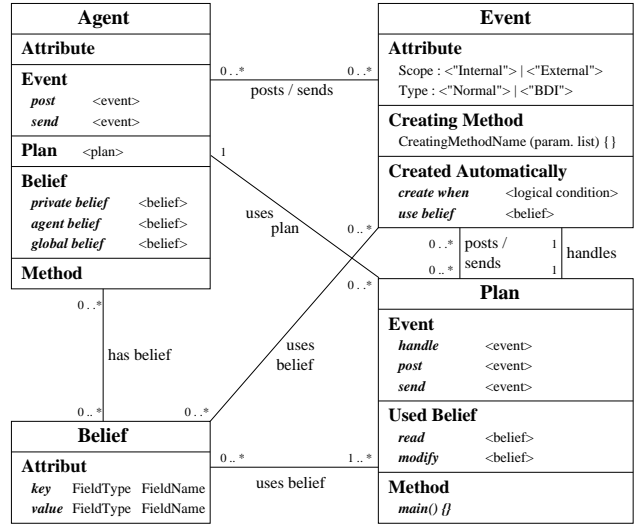 Agent
Attribute
Event
post <event>
send <event>
Plan <plan>
Belief
private belief <belief>
agent belief <belief>
global belief <belief>
Method
0 . .* 0 . .*
posts / sends
Event
Attribute
Scope : <"Internal"> | <"External">
Type : <"Normal"> | <"BDI">
Creating Method
CreatingMethodName (param. list) { }
Created Automatically
create when <logical condition>
use belief <belief>
1
uses
plan
0 . .*
0 . .*
0 . .* posts / 1
0 .. * sends 1
handles
0 . .*
has belief
0 .. *
uses
belief
0 . .*
Plan
Event
handle <event>
post <event>
send <event>
Used Belief
read <belief>
modify <belief>
Method
main() {}
Belief
Attribut
key FieldType FieldName
value FieldType FieldName
0 .. * 1 .. *
uses belief